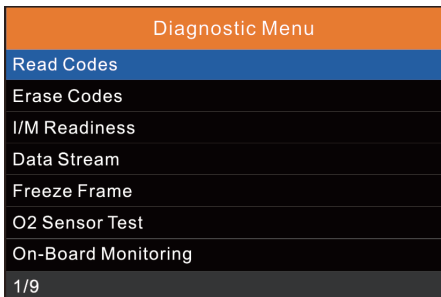 Diagnostic Menu
Read Codes
Erase Codes
I/M Readiness
Data Stream
Freeze Frame
O2 Sensor Test
On-Board Monitoring
1/9